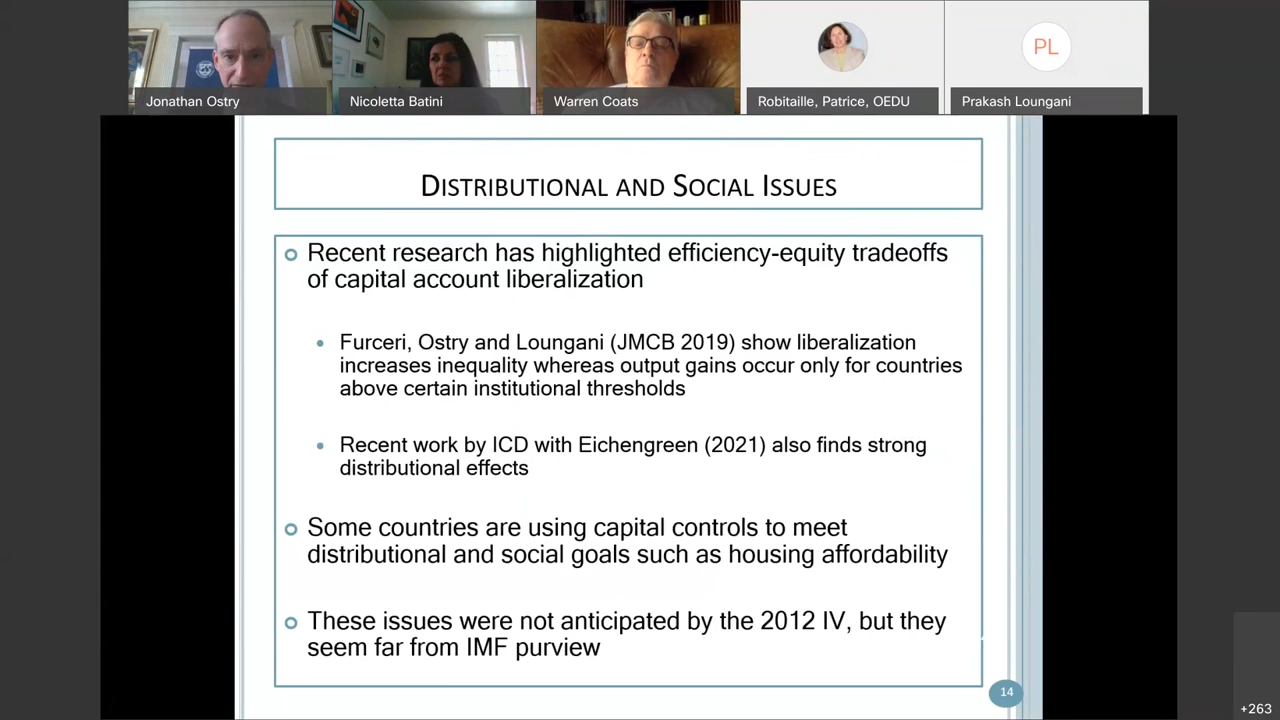 Jonathan Ostry
Nicoletta Batini
Warren Coats
Robitaille, Patrice, OEDU
PL
Prakash Loungani
DISTRIBUTIONAL AND SOCIAL ISSUES
Recent research has highlighted efficiency-equity tradeoffs
of capital account liberalization
Furceri, Ostry and Loungani (JMCB 2019) show liberalization
increases inequality whereas output gains occur only for countries
above certain institutional thresholds
Recent work by ICD with Eichengreen (2021) also finds strong
distributional effects
Some countries are using capital controls to meet
distributional and social goals such as housing affordability
These issues were not anticipated by the 2012 IV, but they
seem far from IMF purview
14
+263